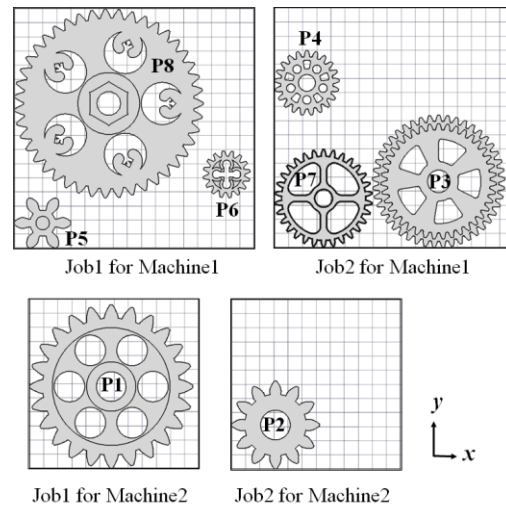 P4
P8
P7
P3
P6
P5
Job1 for Machine1
Job2 for Machine1
P1
P2
y
x
Job1 for Machine2
Job2 for Machine2